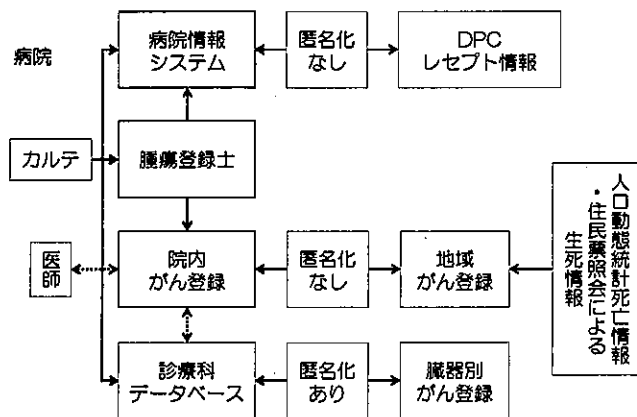 病院
病院情報
システム
匿名化
なし
DPC
レセプト情報
カルテ
腫瘍登録士
医師
院内
がん登録
匿名化
なし
地域
がん登録
人口動態統計死亡情報
・住民票照会による
生死情報
診療科
データベース
匿名化
あり
臓器別
がん登録